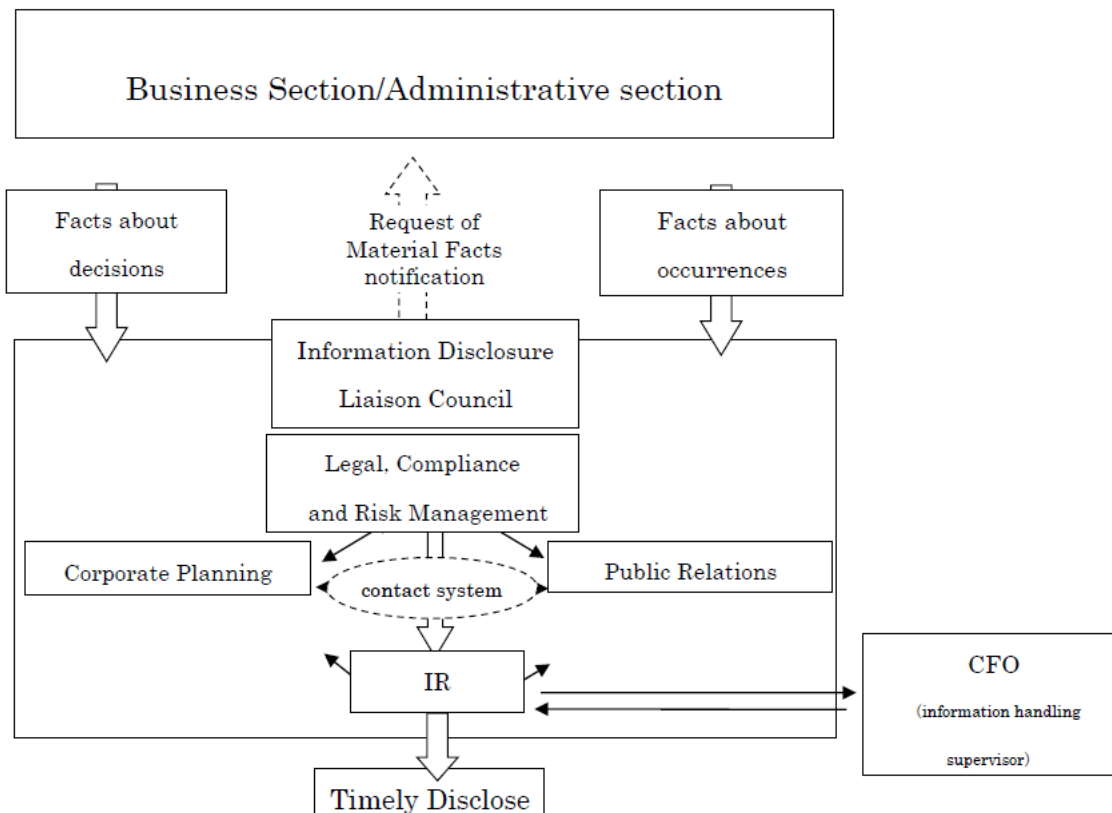 Business Section/Administrative section
Facts about
decisions
Request of
Material Facts
notification
Facts about
occurrences
Information Disclosure
Liaison Council
Legal, Compliance
and Risk Management
Corporate Planning
contact system
Public Relations
IR
CFO
(information handling
supervisor)
Timely Disclose